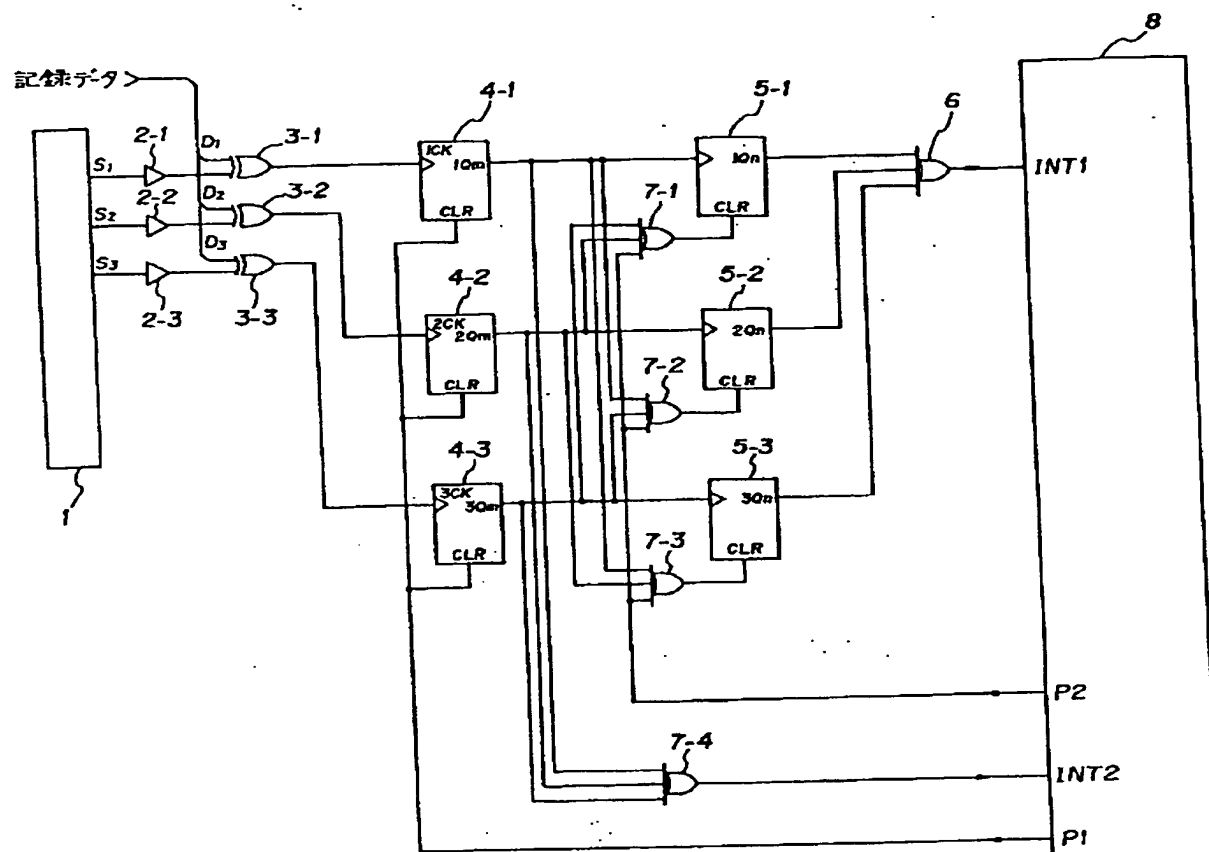 8
記録データ
4-1
5-1
6
2-1
D1
3-1
1CK
1Qm
1Qn
S1
INT1
2-2
D2
3-2
7-1
CLR
CLR
S2
D3
S3
4-2
5-2
2-3
3-3
2CK
2Qm
2Qn
7-2
CLR
CLR
4-3
5-3
3CK
3Qm
3Qn
1
7-3
CLR
CLR
P2
7-4
INT2
P1